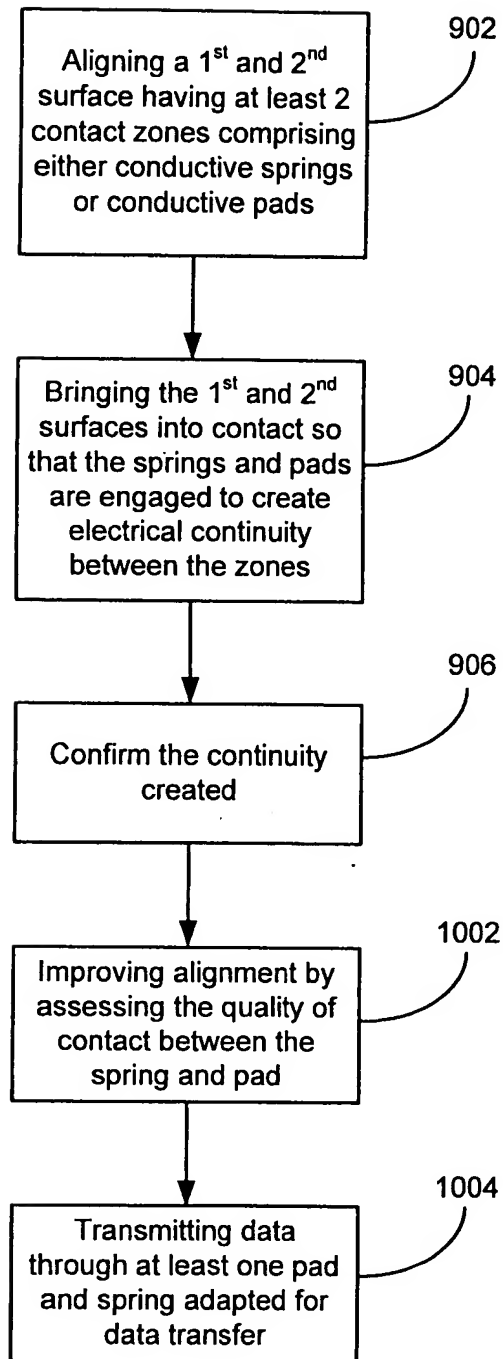 902
Aligning a 1st and 2nd
surface having at least 2
contact zones comprising
either conductive springs
or conductive pads
904
Bringing the 1st and 2nd
surfaces into contact so
that the springs and pads
are engaged to create
electrical continuity
between the zones
906
Confirm the continuity
created
1002
Improving alignment by
assessing the quality of
contact between the
spring and pad
1004
Transmitting data
through at least one pad
and spring adapted for
data transfer